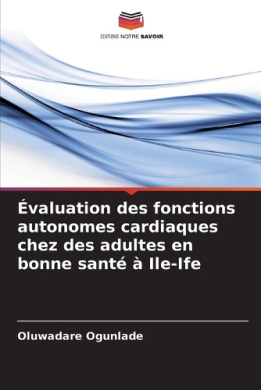 EDITIONS NOTRE SAVOIR
Évaluation des fonctions
autonomes cardiaques
chez des adultes en
bonne santé à Ile-Ife
Oluwadare Ogunlade